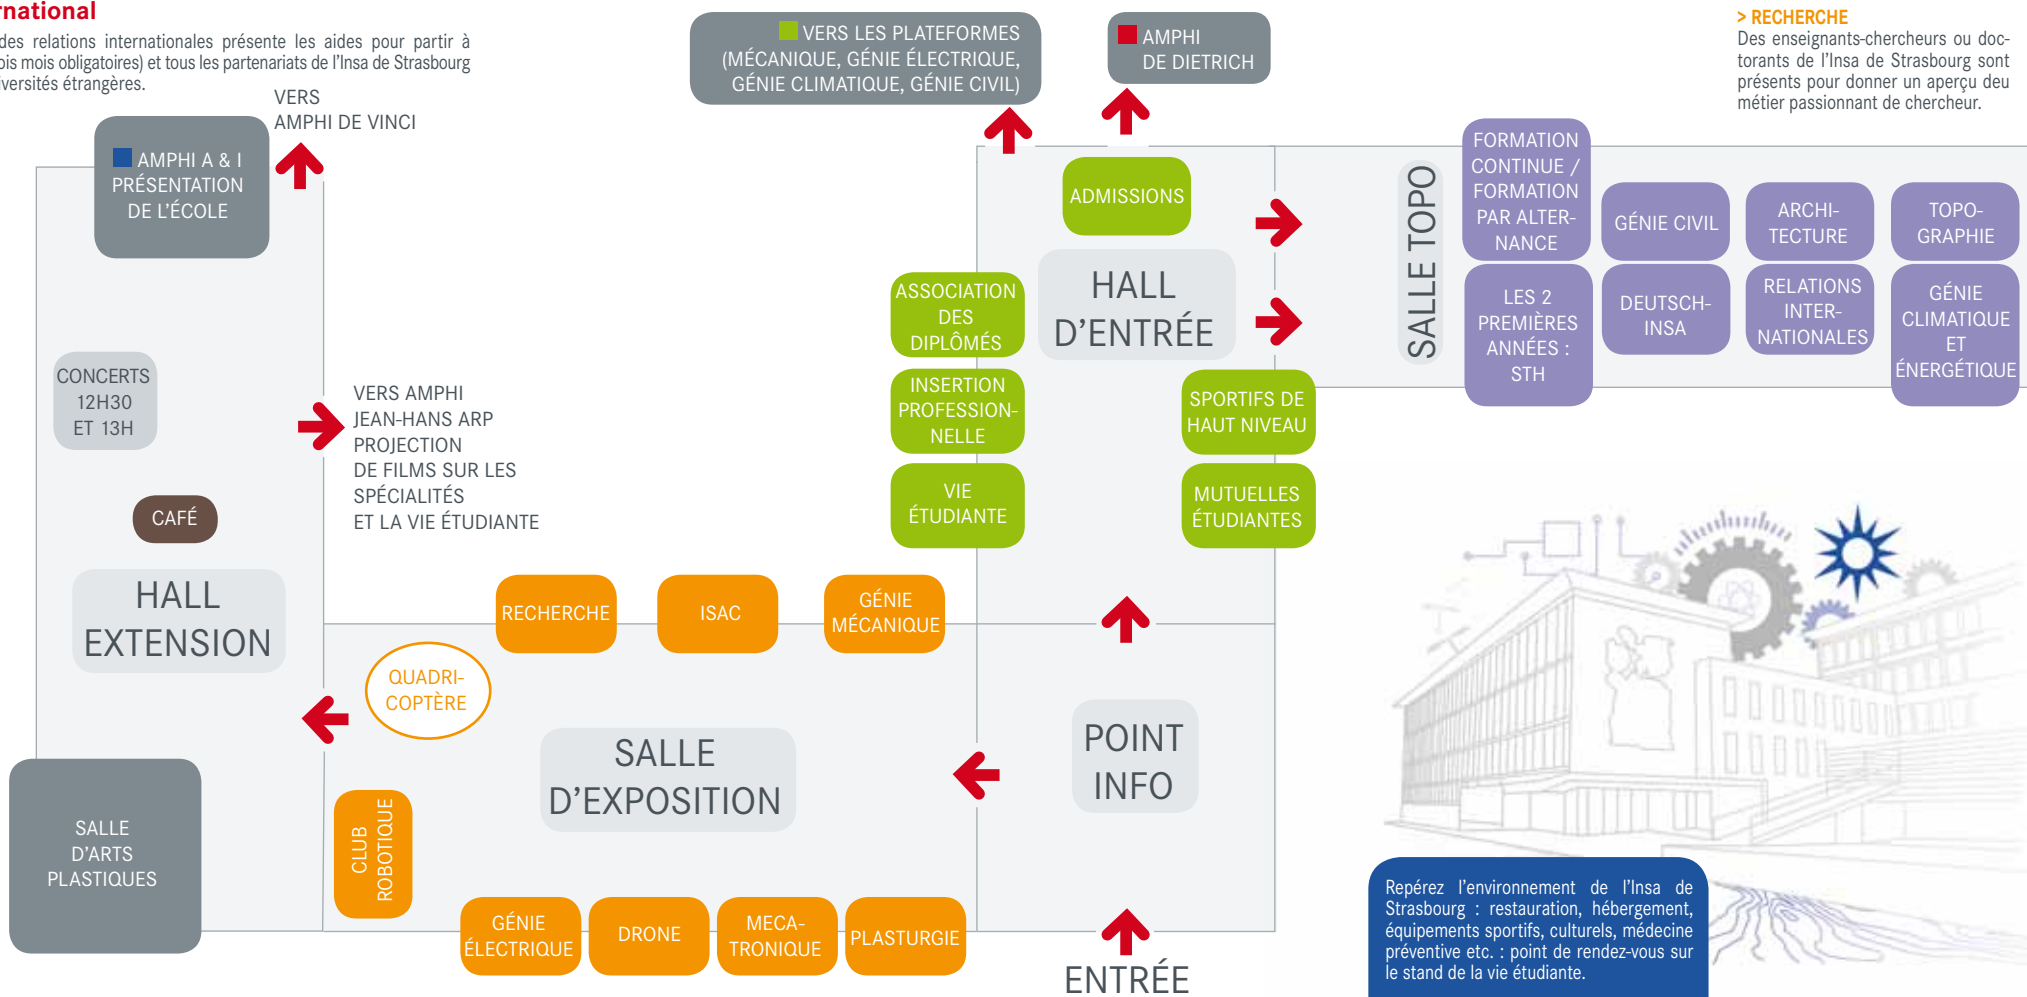 rnational
des relations internationales présente les aides pour partir à
ois mois obligatoires) et tous les partenariats de l'Insa de Strasbourg
iversités étrangères.
VERS
AMPHI DE VINCI
AMPHI A & I
PRÉSENTATION
DE L'ÉCOLE
CONCERTS
12H30
ET 13H
VERS AMPHI
JEAN-HANS ARP
PROJECTION
DE FILMS SUR LES
SPÉCIALITÉS
ET LA VIE ÉTUDIANTE
CAFÉ
HALL
EXTENSION
SALLE
D'ARTS
PLASTIQUES
VERS LES PLATEFORMES
(MÉCANIQUE, GÉNIE ÉLECTRIQUE,
GÉNIE CLIMATIQUE, GÉNIE CIVIL)
AMPHI
DE DIETRICH
ADMISSIONS
HALL
D'ENTRÉE
ASSOCIATION
DES
DIPLÔMÉS
INSERTION
PROFESSION-
NELLE
VIE
ÉTUDIANTE
SPORTIFS DE
HAUT NIVEAU
MUTUELLES
ÉTUDIANTES
RECHERCHE
ISAC
GÉNIE
MÉCANIQUE
QUADRI-
COPTÈRE
SALLE
D'EXPOSITION
POINT
INFO
CLUB
ROBOTIQUE
GÉNIE
ÉLECTRIQUE
DRONE
MECA-
TRONIQUE
PLASTURGIE
ENTRÉE
> RECHERCHE
Des enseignants-chercheurs ou doc-
torants de l'Insa de Strasbourg sont
présents pour donner un aperçu deu
métier passionnant de chercheur.
SALLE TOPO
FORMATION
CONTINUE /
FORMATION
PAR ALTER-
NANCE
GÉNIE CIVIL
ARCHI-
TECTURE
TOPO-
GRAPHIE
LES 2
PREMIÈRES
ANNÉES :
STH
DEUTSCH-
INSA
RELATIONS
INTER-
NATIONALES
GÉNIE
CLIMATIQUE
ET
ÉNERGÉTIQUE
Repérez l'environnement de l'Insa de
Strasbourg : restauration, hébergement,
équipements sportifs, culturels, médecine
préventive etc. : point de rendez-vous sur
le stand de la vie étudiante.